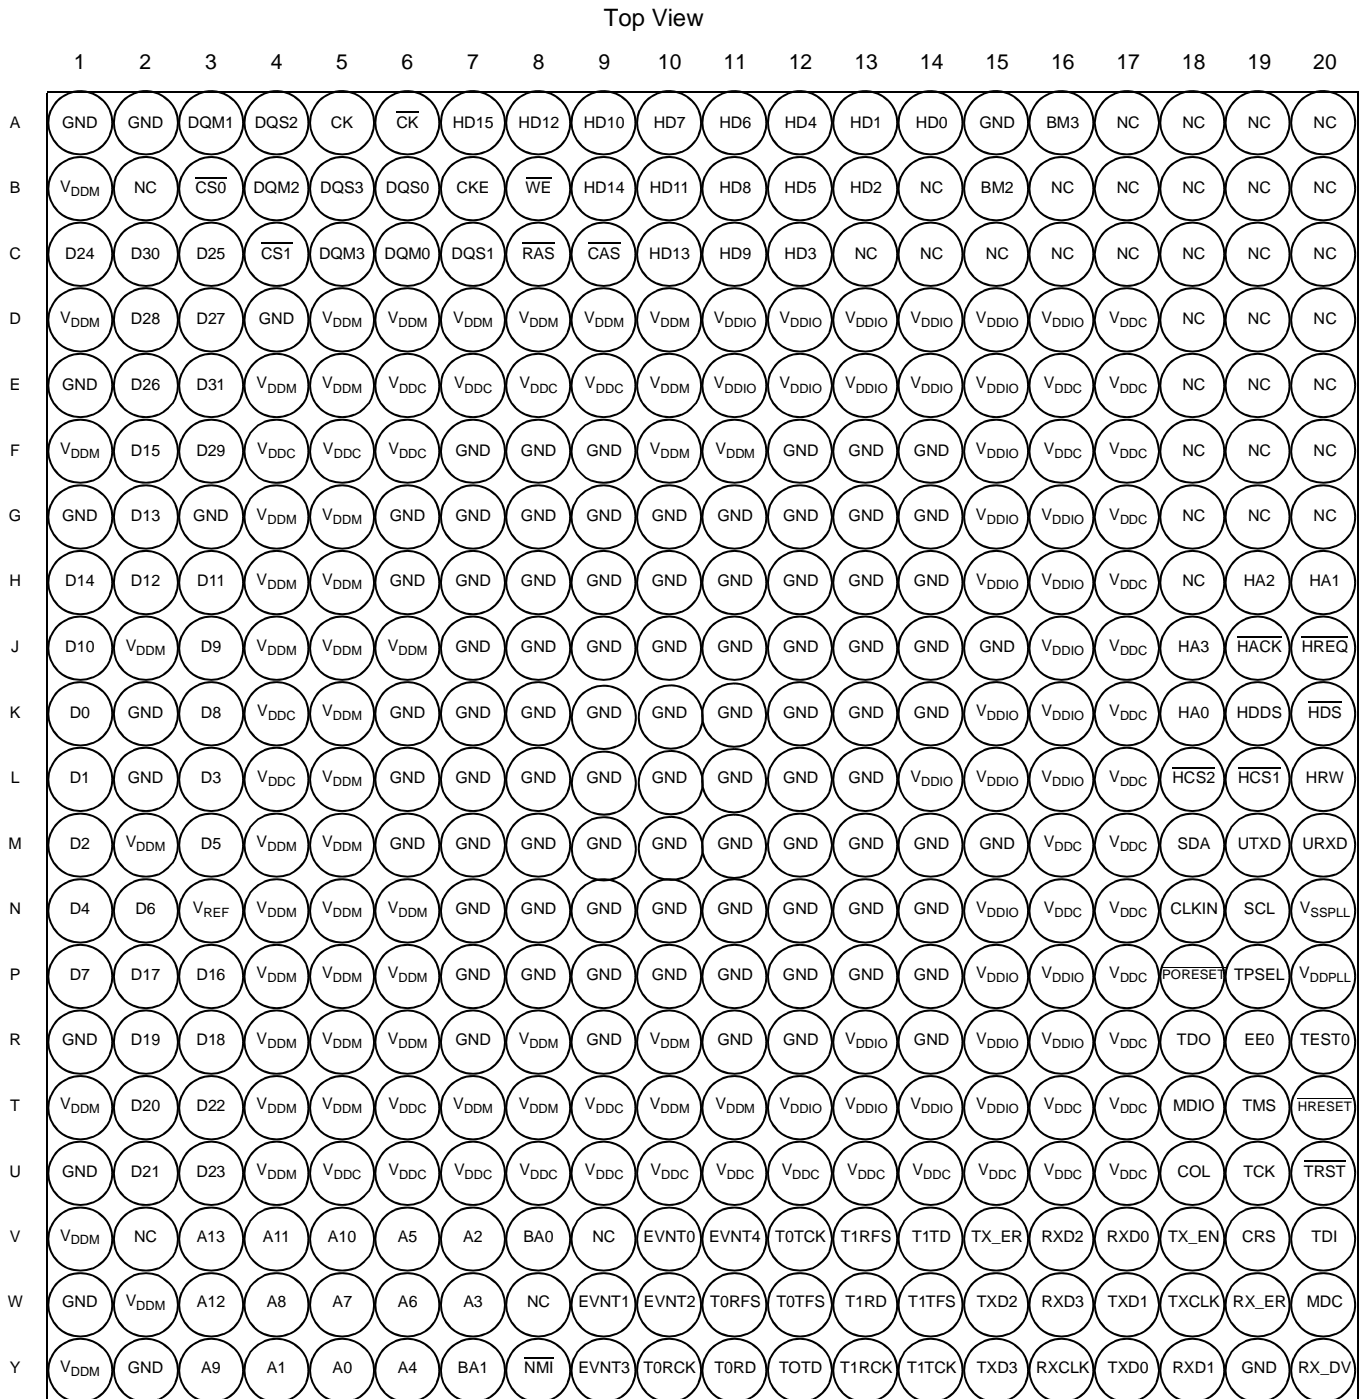 Top View
1 2 3 4 5 6 7 8 9 10 11 12 13 14 15 16 17 18 19 20
A GND GND DQM1 DQS2 CK CK HD15 HD12 HD10 HD7 HD6 HD4 HD1 HD0 GND BM3 NC NC NC NC
B VDDM NC CS0 DQM2 DQS3 DQS0 CKE WE HD14 HD11 HD8 HD5 HD2 NC BM2 NC NC NC NC NC
C D24 D30 D25 CS1 DQM3 DQM0 DQS1 RAS CAS HD13 HD9 HD3 NC NC NC NC NC NC NC NC
D VDDM D28 D27 GND VDDM VDDM VDDM VDDM VDDM VDDM VDDIO VDDIO VDDIO VDDIO VDDIO VDDIO VDDC NC NC NC
E GND D26 D31 VDDM VDDM VDDC VDDC VDDC VDDC VDDM VDDIO VDDIO VDDIO VDDIO VDDIO VDDC VDDC NC NC NC
F VDDM D15 D29 VDDC VDDC VDDC GND GND GND VDDM VDDM GND GND GND VDDIO VDDC VDDC NC NC NC
G GND D13 GND VDDM VDDM GND GND GND GND GND GND GND GND GND VDDIO VDDIO VDDC NC NC NC
H D14 D12 D11 VDDM VDDM GND GND GND GND GND GND GND GND GND VDDIO VDDIO VDDC NC HA2 HA1
J D10 VDDM D9 VDDM VDDM VDDM GND GND GND GND GND GND GND GND GND VDDIO VDDC HA3 HACK HREQ
K D0 GND D8 VDDC VDDM GND GND GND GND GND GND GND GND GND VDDIO VDDIO VDDC HA0 HDDS HDS
L D1 GND D3 VDDC VDDM GND GND GND GND GND GND GND GND VDDIO VDDIO VDDIO VDDC HCS2 HCS1 HRW
M D2 VDDM D5 VDDM VDDM GND GND GND GND GND GND GND GND GND GND VDDC VDDC SDA UTXD URXD
N D4 D6 VREF VDDM VDDM VDDM GND GND GND GND GND GND GND GND VDDIO VDDC VDDC CLKIN SCL VSSPLL
P D7 D17 D16 VDDM VDDM VDDM GND GND GND GND GND GND GND GND VDDIO VDDIO VDDC PORESET TPSEL VDDPLL
R GND D19 D18 VDDM VDDM VDDM GND VDDM GND VDDM GND GND VDDIO GND VDDIO VDDIO VDDC TDO EE0 TEST0
T VDDM D20 D22 VDDM VDDM VDDC VDDM VDDM VDDC VDDM VDDM VDDIO VDDIO VDDIO VDDIO VDDC VDDC MDIO TMS HRESET
U GND D21 D23 VDDM VDDC VDDC VDDC VDDC VDDC VDDC VDDC VDDC VDDC VDDC VDDC VDDC VDDC COL TCK TRST
V VDDM NC A13 A11 A10 A5 A2 BA0 NC EVNT0 EVNT4 T0TCK T1RFS T1TD TX_ER RXD2 RXD0 TX_EN CRS TDI
W GND VDDM A12 A8 A7 A6 A3 NC EVNT1 EVNT2 T0RFS T0TFS T1RD T1TFS TXD2 RXD3 TXD1 TXCLK RX_ER MDC
Y VDDM GND A9 A1 A0 A4 BA1 NMI EVNT3 T0RCK T0RD TOTD T1RCK T1TCK TXD3 RXCLK TXD0 RXD1 GND RX_DV